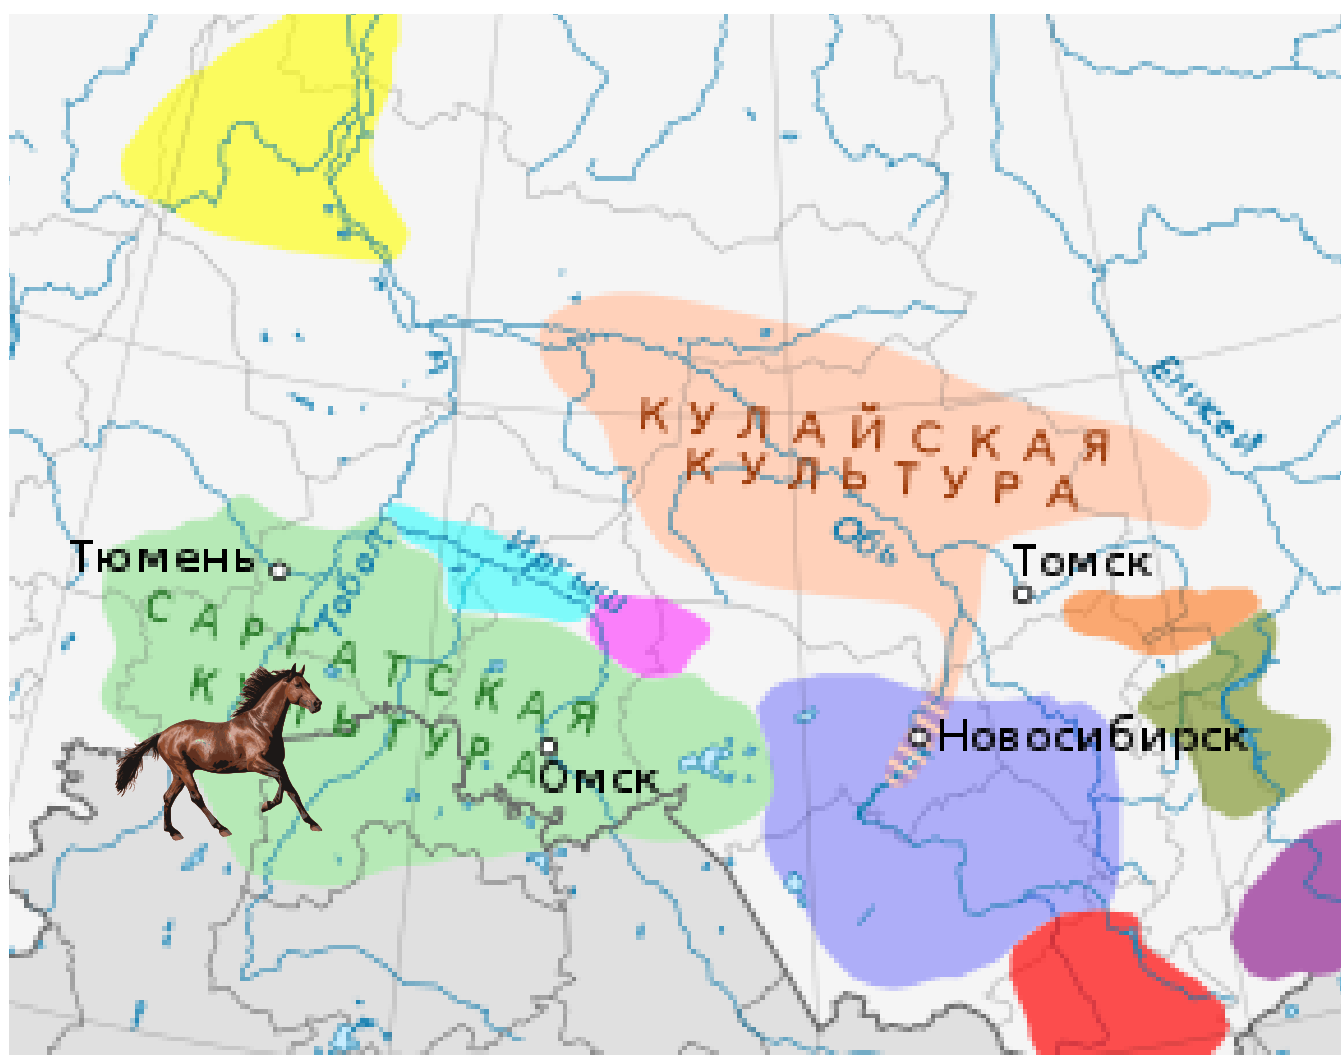 Енисей
КУЛАЙСКАЯ
КУЛЬТУРА
Обь
Иртыш
Тюмень
Томск
Тобол
САРГАТСКАЯ
КУЛЬТУРА
Новосибирск
Омск